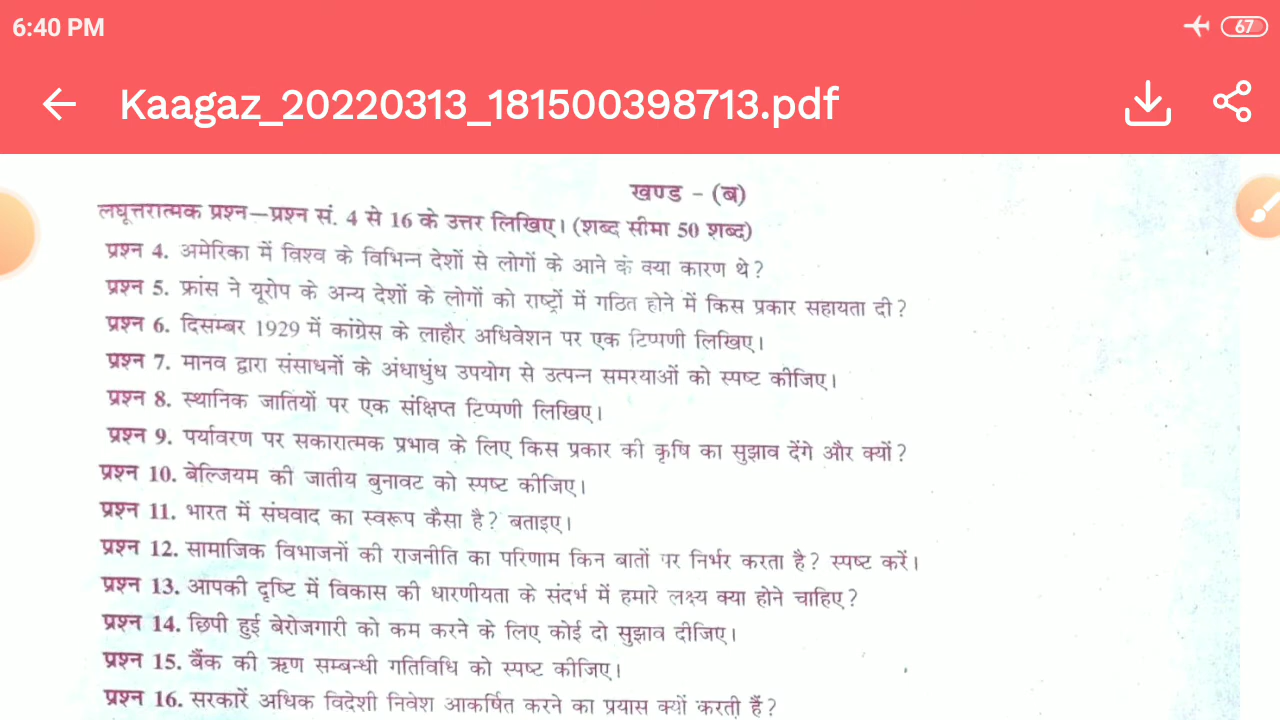 6:40 PM
67
Kaagaz_20220313_181500398713.pdf
खण्ड - (ब)
लघूत्तरात्मक प्रश्न–प्रश्न सं. 4 से 16 के उत्तर लिखिए। (शब्द सीमा 50 शब्द)
प्रश्न 4. अमेरिका में विश्व के विभिन्न देशों से लोगों के आने के क्या कारण थे?
प्रश्न 5. फ्रांस ने यूरोप के अन्य देशों के लोगों को राष्ट्रों में गठित होने में किस प्रकार सहायता दी?
प्रश्न 6. दिसम्बर 1929 में कांग्रेस के लाहौर अधिवेशन पर एक टिप्पणी लिखिए।
प्रश्न 7. मानव द्वारा संसाधनों के अंधाधुंध उपयोग से उत्पन्न समस्याओं को स्पष्ट कीजिए।
प्रश्न 8. स्थानिक जातियों पर एक संक्षिप्त टिप्पणी लिखिए।
प्रश्न 9. पर्यावरण पर सकारात्मक प्रभाव के लिए किस प्रकार की कृषि का सुझाव देंगे और क्यों?
प्रश्न 10. बेल्जियम की जातीय बुनावट को स्पष्ट कीजिए।
प्रश्न 11. भारत में संघवाद का स्वरूप कैसा है? बताइए।
प्रश्न 12. सामाजिक विभाजनों की राजनीति का परिणाम किन बातों पर निर्भर करता है? स्पष्ट करें।
प्रश्न 13. आपकी दृष्टि में विकास की धारणीयता के संदर्भ में हमारे लक्ष्य क्या होने चाहिए?
प्रश्न 14. छिपी हुई बेरोजगारी को कम करने के लिए कोई दो सुझाव दीजिए।
प्रश्न 15. बैंक की ऋण सम्बन्धी गतिविधि को स्पष्ट कीजिए।
प्रश्न 16. सरकारें अधिक विदेशी निवेश आकर्षित करने का प्रयास क्यों करती हैं?